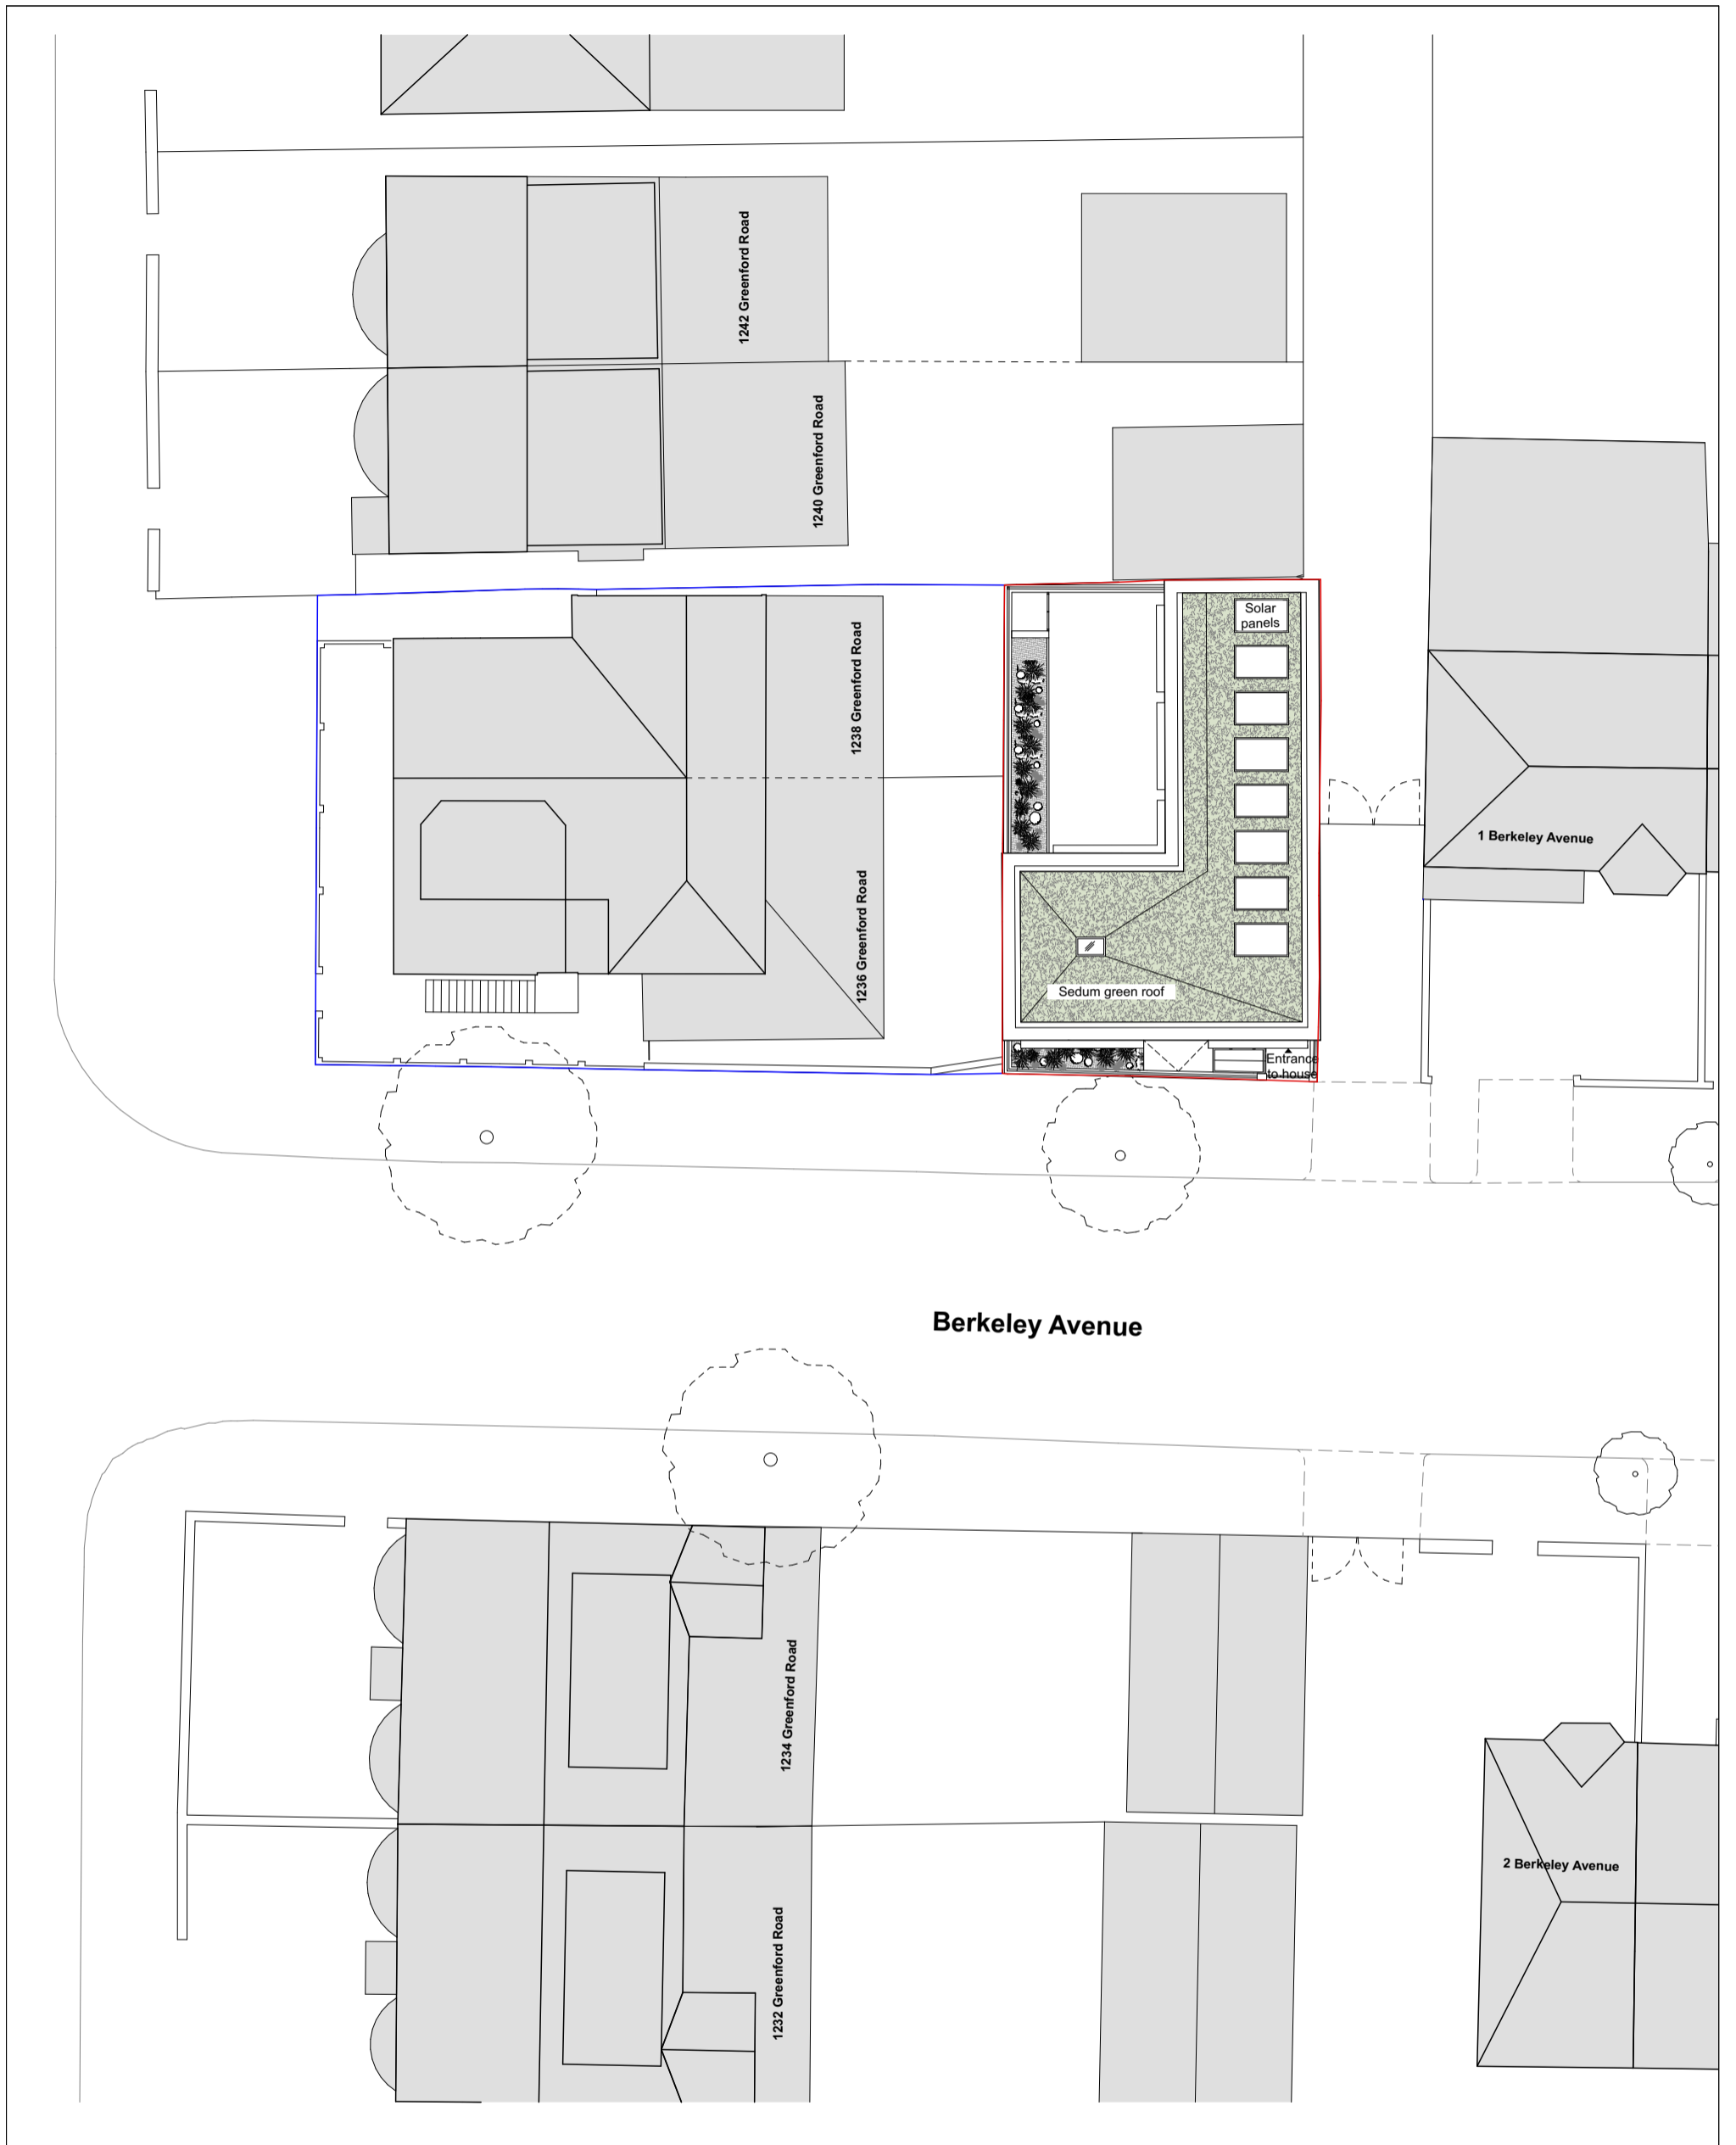 1242 Greenford Road
1240 Greenford Road
Solar
panels
1238 Greenford Road
1 Berkeley Avenue
1236 Greenford Road
Sedum green roof
Entrance
to house
Berkeley Avenue
1234 Greenford Road
2 Berkeley Avenue
1232 Greenford Road